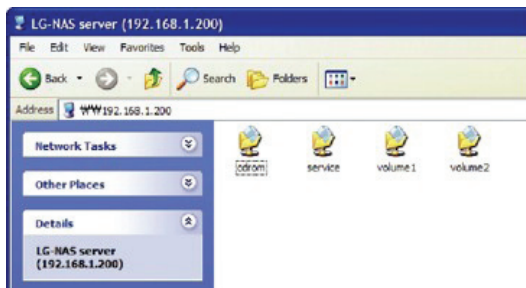 LG-NAS server (192.168.1.200)
File Edit View Favorites Tools Help
Back Search Folders
Address ₩₩192.168.1.200
Network Tasks
Other Places
Details
LG-NAS server
(192.168.1.200)
cdrom service volume1 volume2